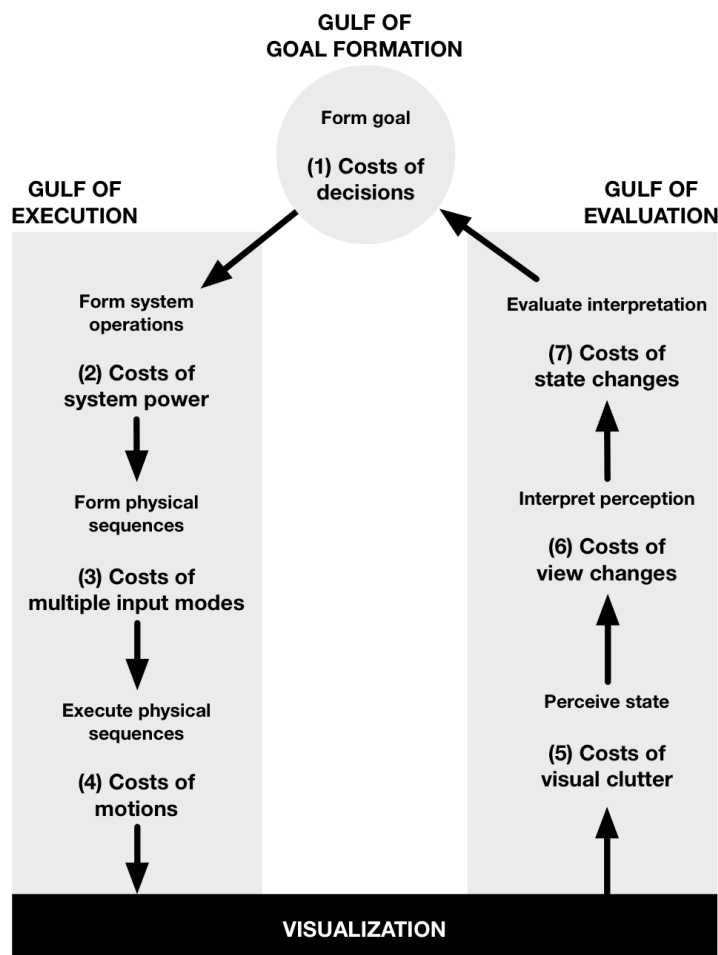 GULF OF
GOAL FORMATION
Form goal
(1) Costs of
decisions
GULF OF
EXECUTION
Form system
operations
(2) Costs of
system power
Form physical
sequences
(3) Costs of
multiple input modes
Execute physical
sequences
(4) Costs of
motions
GULF OF
EVALUATION
Evaluate interpretation
(7) Costs of
state changes
Interpret perception
(6) Costs of
view changes
Perceive state
(5) Costs of
visual clutter
VISUALIZATION